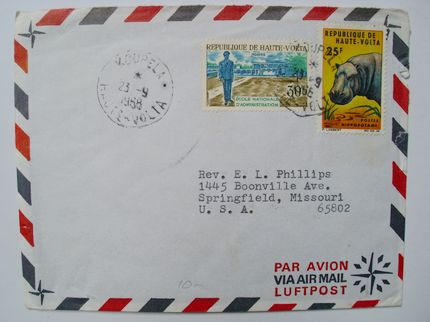 KOUPELA
23-9
1968
HAUTE-VOLTA
REPUBLIQUE DE HAUTE-VOLTA
POSTES
30F
ECOLE NATIONALE
D'ADMINISTRATION
REPUBLIQUE
DE HAUTE-VOLTA
25F
POSTES
HIPPOPOTAME
Rev. E. L. Phillips
1445 Boonville Ave.
Springfield, Missouri
U. S. A. 65802
PAR AVION
VIA AIR MAIL
LUFTPOST